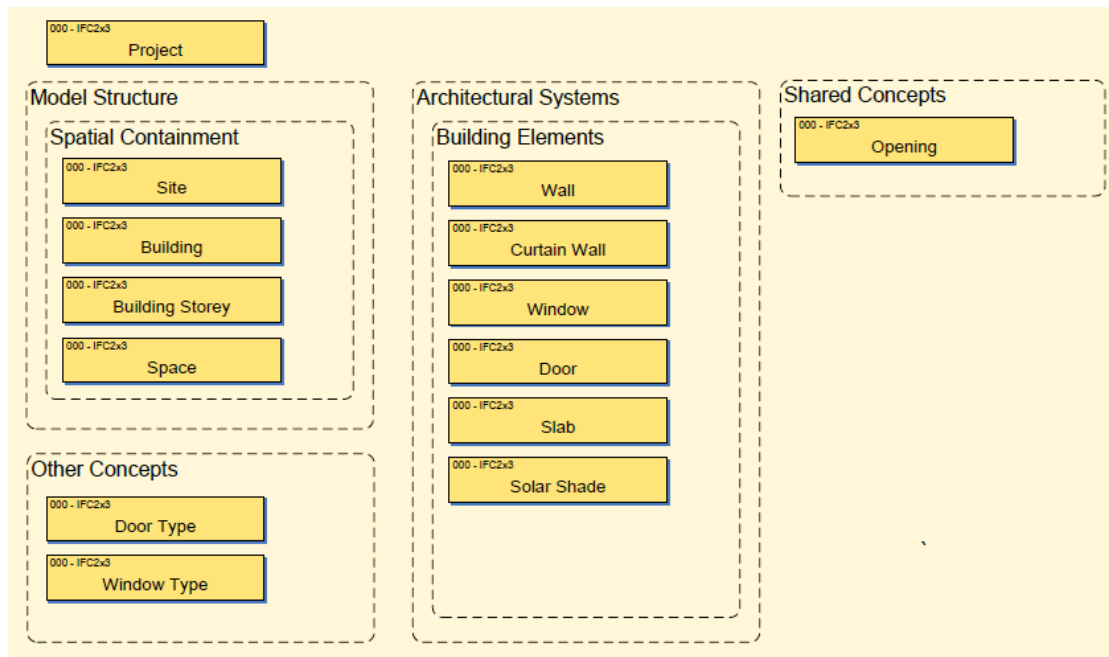 000 - IFC2x3
Project
Model Structure
Spatial Containment
000 - IFC2x3
Site
000 - IFC2x3
Building
000 - IFC2x3
Building Storey
000 - IFC2x3
Space
Other Concepts
000 - IFC2x3
Door Type
000 - IFC2x3
Window Type
Architectural Systems
Building Elements
000 - IFC2x3
Wall
000 - IFC2x3
Curtain Wall
000 - IFC2x3
Window
000 - IFC2x3
Door
000 - IFC2x3
Slab
000 - IFC2x3
Solar Shade
Shared Concepts
000 - IFC2x3
Opening
`